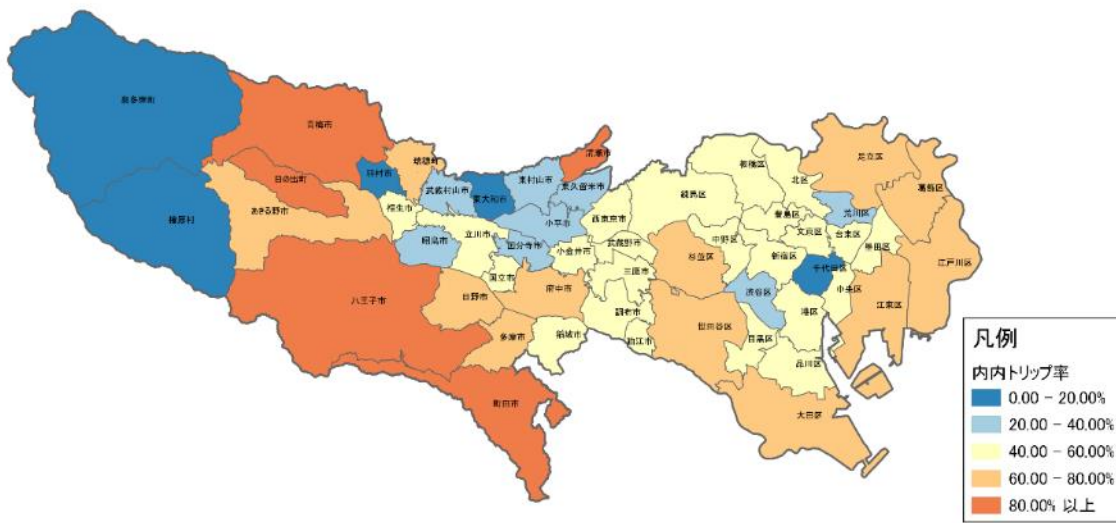 奥多摩町
檜原村
青梅市
日の出町
あきる野市
羽村市
瑞穂町
福生市
武蔵村山市
東大和市
東村山市
清瀬市
東久留米市
小平市
昭島市
立川市
国分寺市
国立市
小金井市
西東京市
武蔵野市
三鷹市
調布市
狛江市
八王子市
日野市
府中市
多摩市
稲城市
町田市
練馬区
板橋区
北区
足立区
葛飾区
荒川区
豊島区
文京区
台東区
墨田区
江戸川区
中野区
新宿区
千代田区
杉並区
渋谷区
中央区
江東区
港区
世田谷区
目黒区
品川区
大田区
凡例
内内トリップ率
0.00 - 20.00%
20.00 - 40.00%
40.00 - 60.00%
60.00 - 80.00%
80.00% 以上